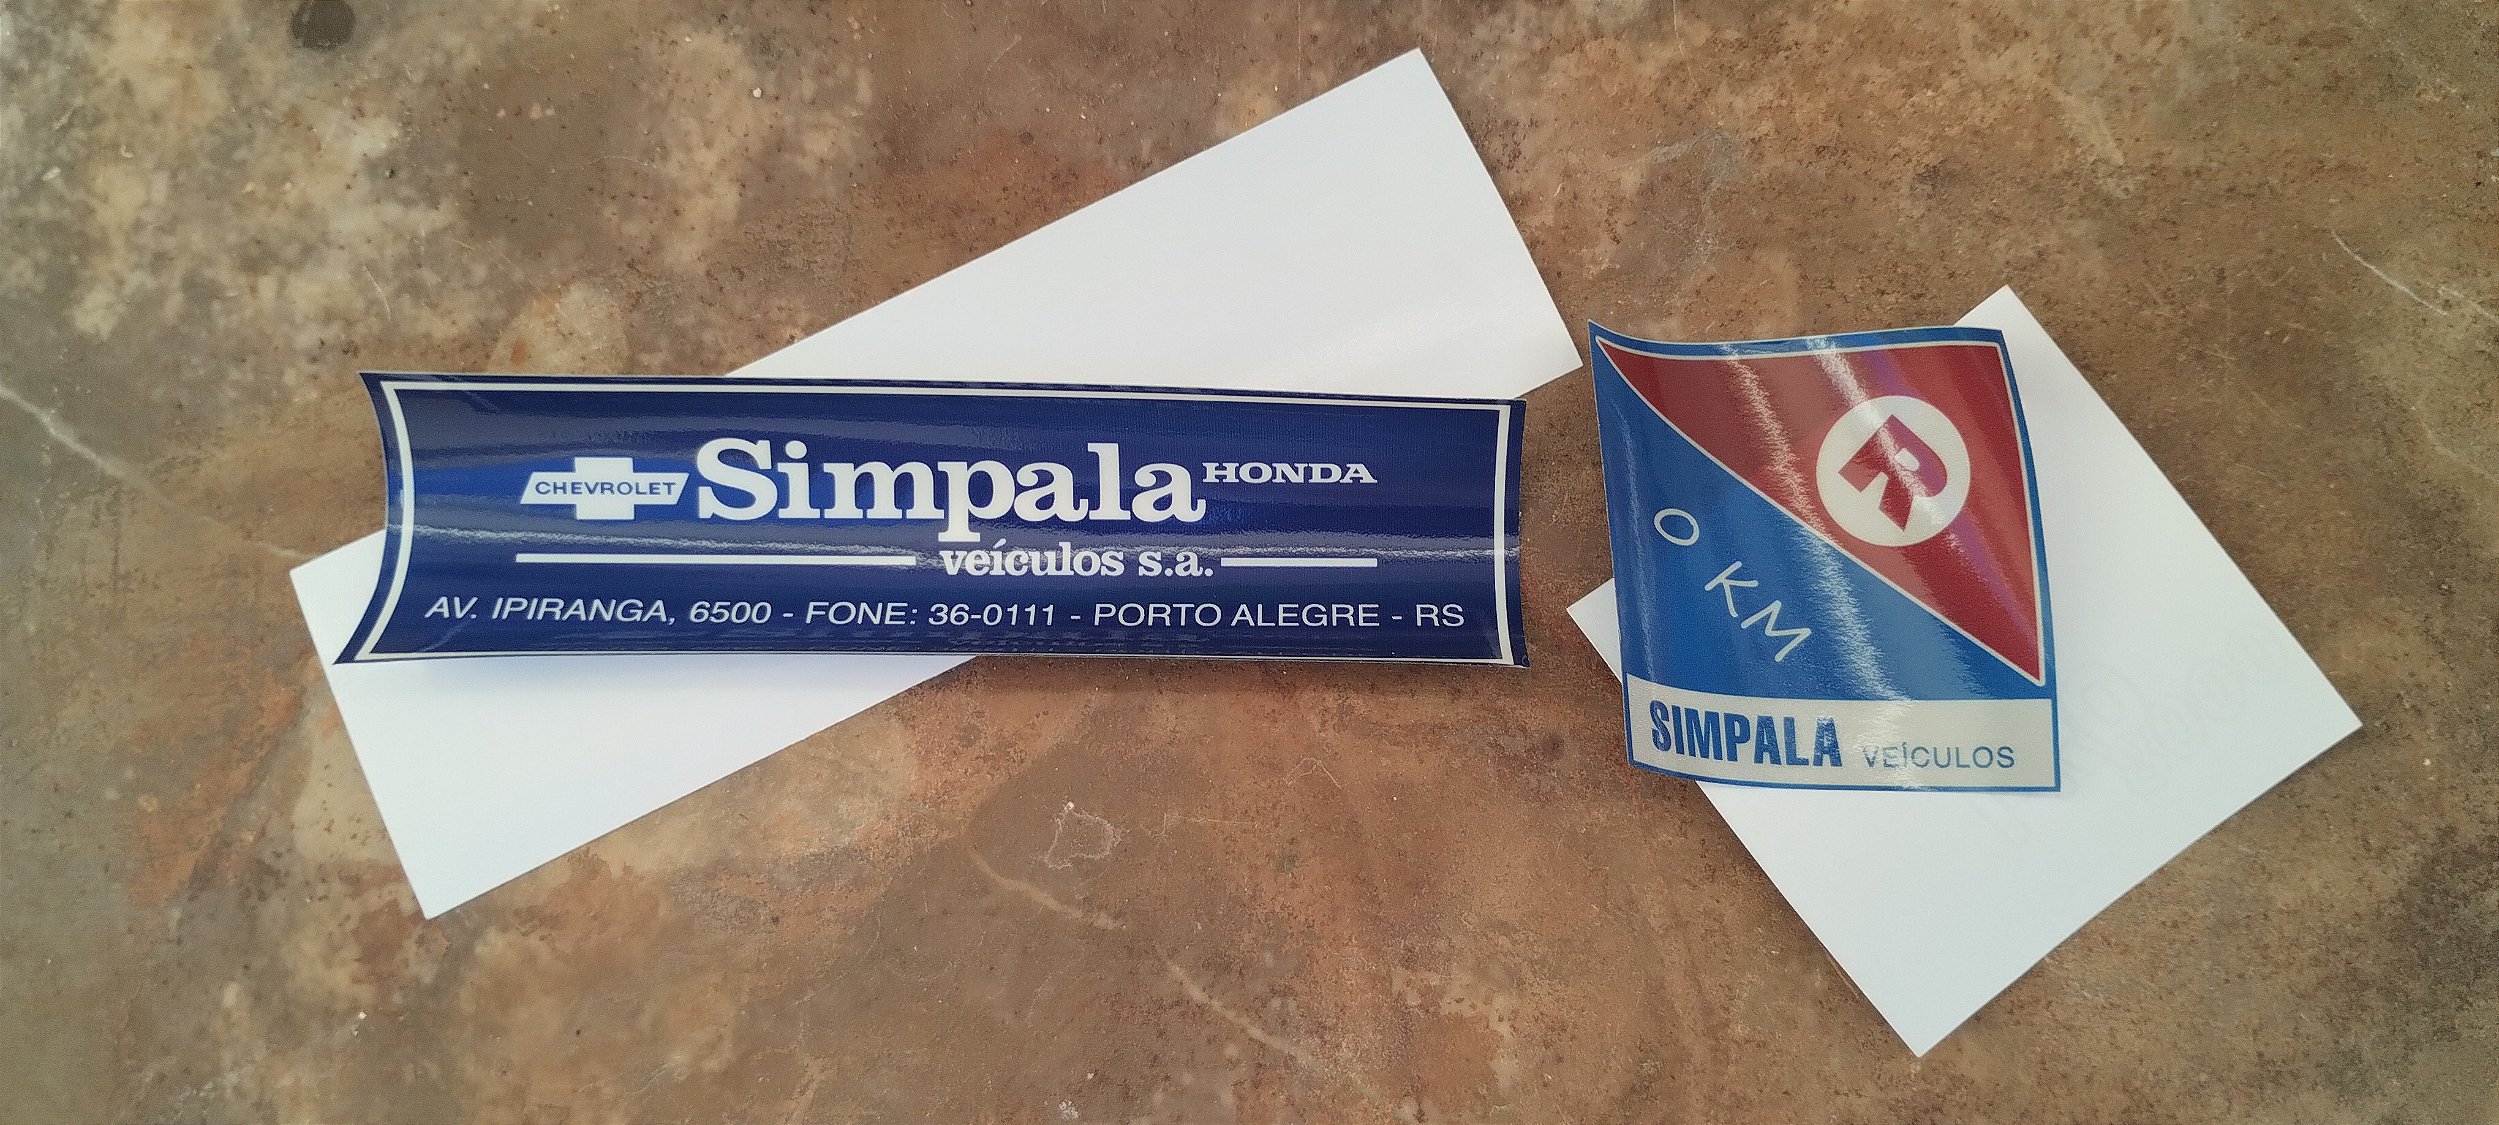 CHEVROLET Simpala HONDA
veículos s.a.
AV. IPIRANGA, 6500 - FONE: 36-0111 - PORTO ALEGRE - RS
R
0 KM
SIMPALA VEÍCULOS